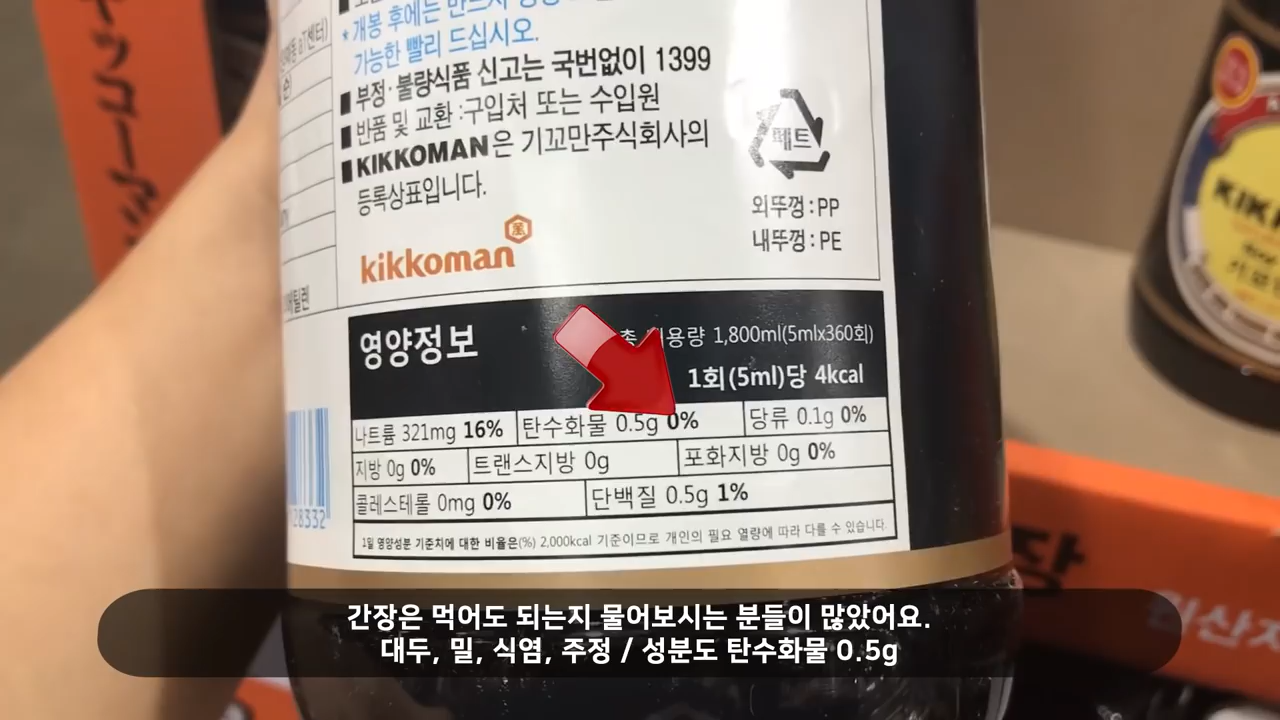 * 개봉 후에는 반드시
가능한 빨리 드십시오.
■ 부정·불량식품 신고는 국번없이 1399
■ 반품 및 교환 :구입처 또는 수입원
■ KIKKOMAN은 기꼬만주식회사의
등록상표입니다.
페트
외뚜껑:PP
내뚜껑:PE
kikkoman
영양정보
용량 1,800ml(5mlx360회)
1회(5ml)당 4kcal
나트륨 321mg 16% 탄수화물 0.5g 0% 당류 0.1g 0%
지방 0g 0% 트랜스지방 0g 포화지방 0g 0%
콜레스테롤 0mg 0% 단백질 0.5g 1%
1일 영양성분 기준치에 대한 비율은(%) 2,000kcal 기준이므로 개인의 필요 열량에 따라 다를 수 있습니다.
28332
간장은 먹어도 되는지 물어보시는 분들이 많았어요.
대두, 밀, 식염, 주정 / 성분도 탄수화물 0.5g